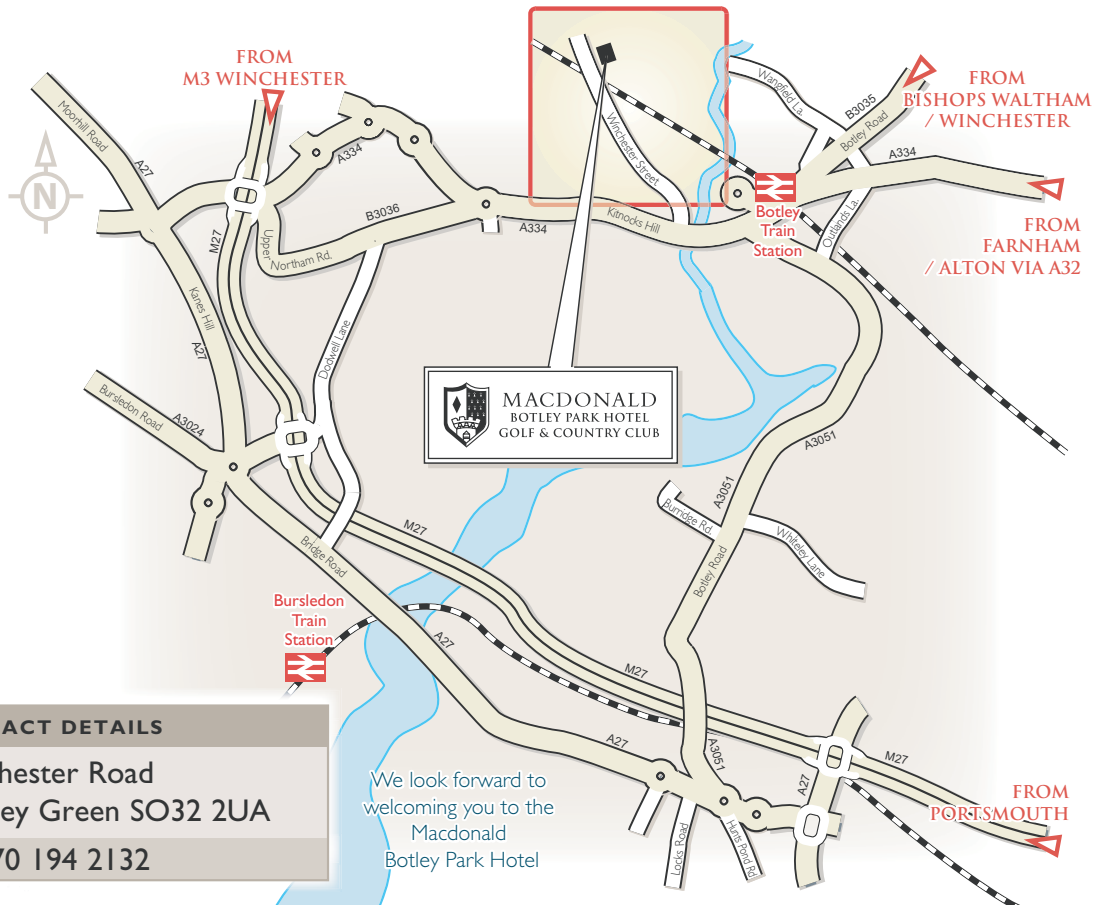 FROM
M3 WINCHESTER
FROM
BISHOPS WALTHAM
/ WINCHESTER
Moorhill Road
A27
A334
Wangfield La.
B3035
Botley Road
A334
N
Winchester Street
Botley
Train
Station
Outlands La.
FROM
FARNHAM
/ ALTON VIA A32
M27
Upper
Northam Rd.
B3036
A334
Kitnocks Hill
Kanes Hill
A27
Dodwell Lane
Bursledon Road
A3024
MACDONALD
BOTLEY PARK HOTEL
GOLF & COUNTRY CLUB
A3051
A3051
Burridge Rd.
Whiteley Lane
Botley Road
M27
Bridge Road
Bursledon
Train
Station
A27
M27
A27
A3051
M27
A27
FROM
PORTSMOUTH
Locks Road
Hunts Pond Rd.
ACT DETAILS
hester Road
ey Green SO32 2UA
70 194 2132
We look forward to
welcoming you to the
Macdonald
Botley Park Hotel